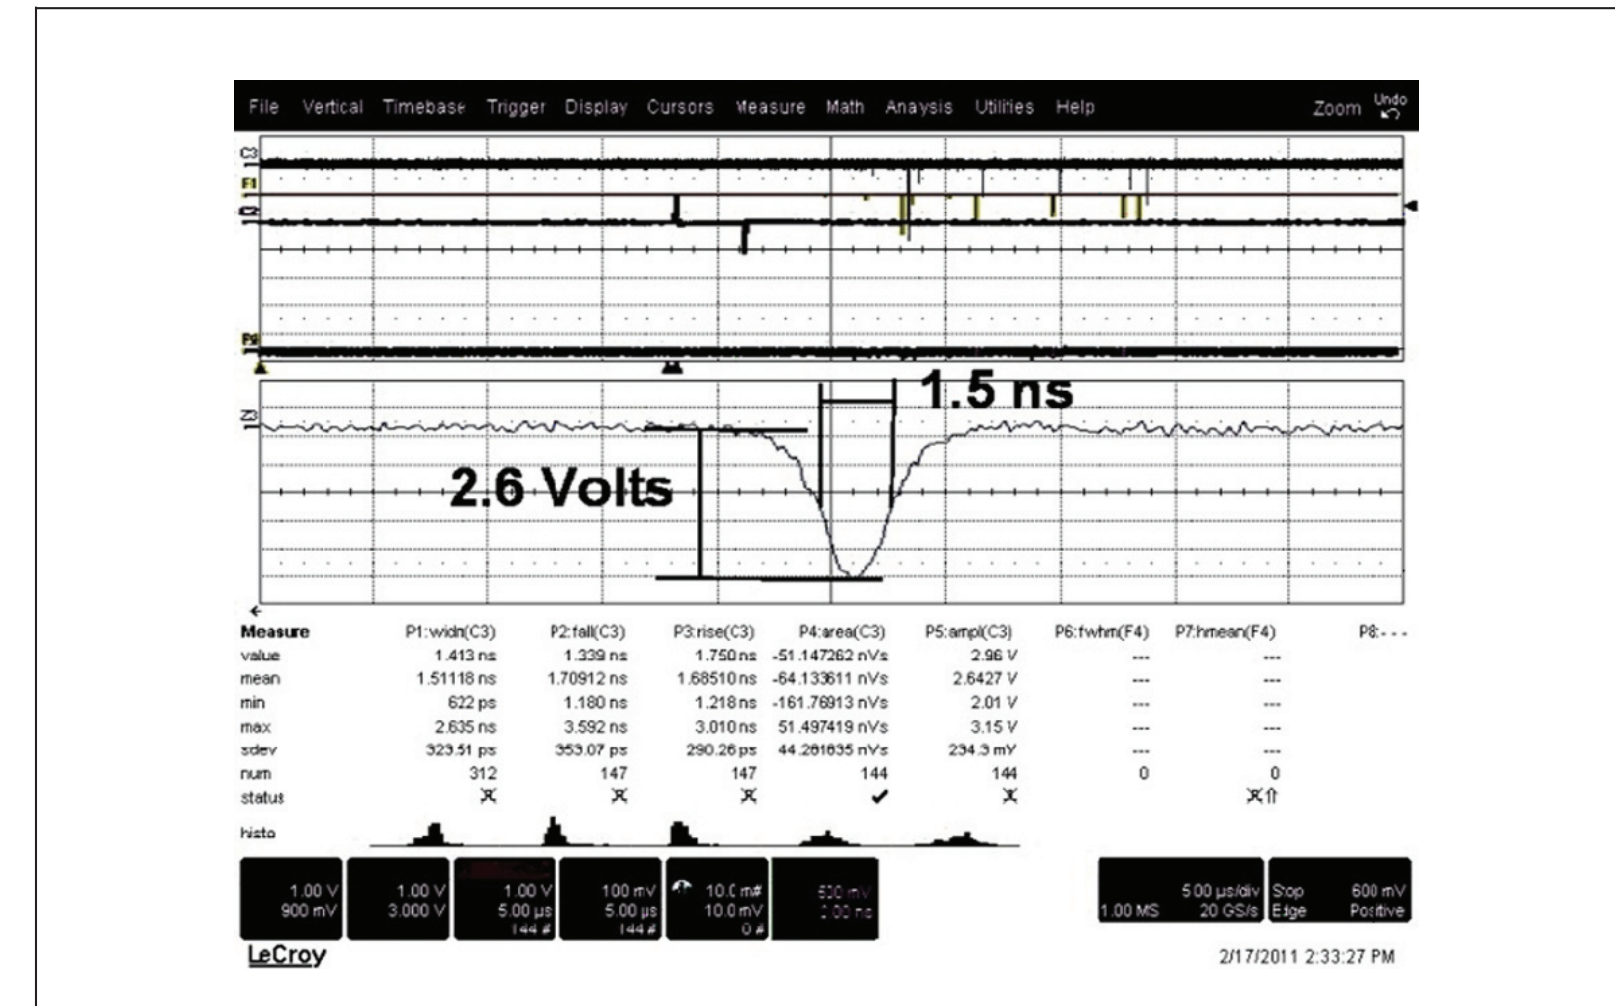 File Vertical Timebase Trigger Display Cursors Measure Math Anaysis Utilities Help Zoom Undo
C3
F1
C2
1.5 ns
Z3
2.6 Volts
Measure P1:widh(C3) P2:fall(C3) P3:rise(C3) P4:area(C3) P5:ampl(C3) P6:fwhm(F4) P7:hmean(F4) P8:- - -
value 1.413 ns 1.339 ns 1.750 ns -51.147262 nVs 2.96 V --- ---
mean 1.51118 ns 1.70912 ns 1.68510 ns -64.133611 nVs 2.6427 V --- ---
min 622 ps 1.180 ns 1.218 ns -161.76913 nVs 2.01 V --- ---
max 2.635 ns 3.592 ns 3.010 ns 51.497419 nVs 3.15 V --- ---
sdev 323.51 ps 353.07 ps 290.26 ps 44.281835 nVs 234.3 mV --- ---
num 312 147 147 144 144 0 0
status
histo
1.00 V 1.00 V 1.00 V 100 mV 10.0 m# 500 mV 5.00 µs/div Stop 600 mV
900 mV 3.000 V 5.00 µs 5.00 µs 10.0 mV 1.00 MS 20 GS/s Edge Positive
144 # 144 # 0 #
LeCroy 2/17/2011 2:33:27 PM